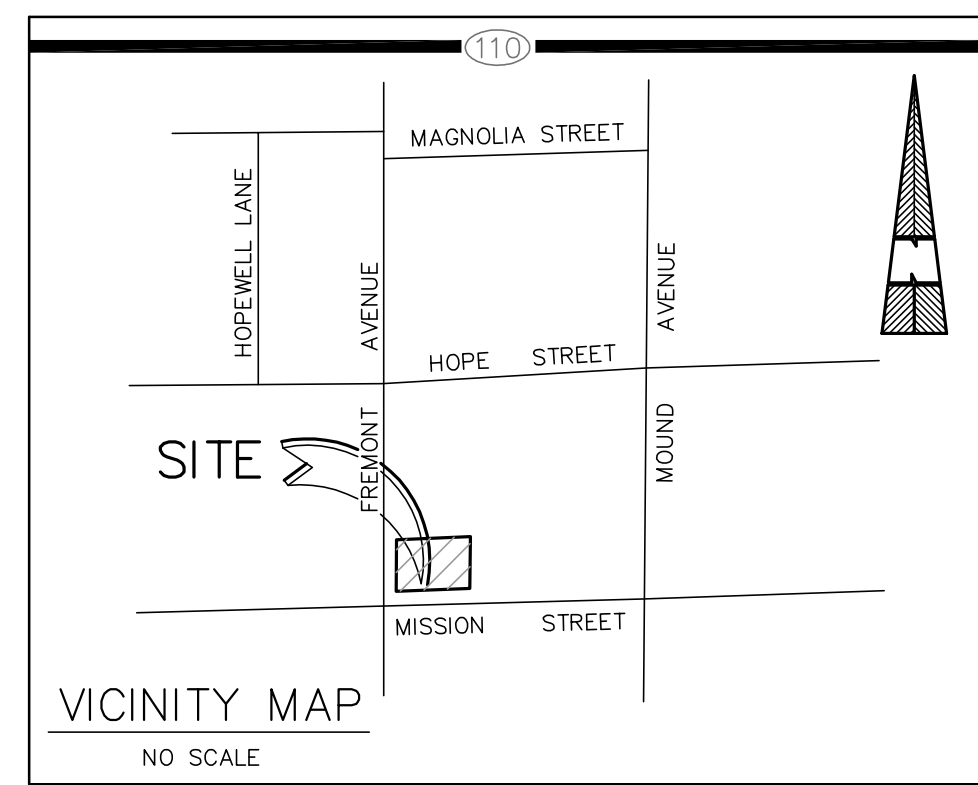 110
MAGNOLIA STREET
HOPEWELL LANE
FREMONT AVENUE
MOUND AVENUE
HOPE STREET
SITE
MISSION STREET
VICINITY MAP
NO SCALE